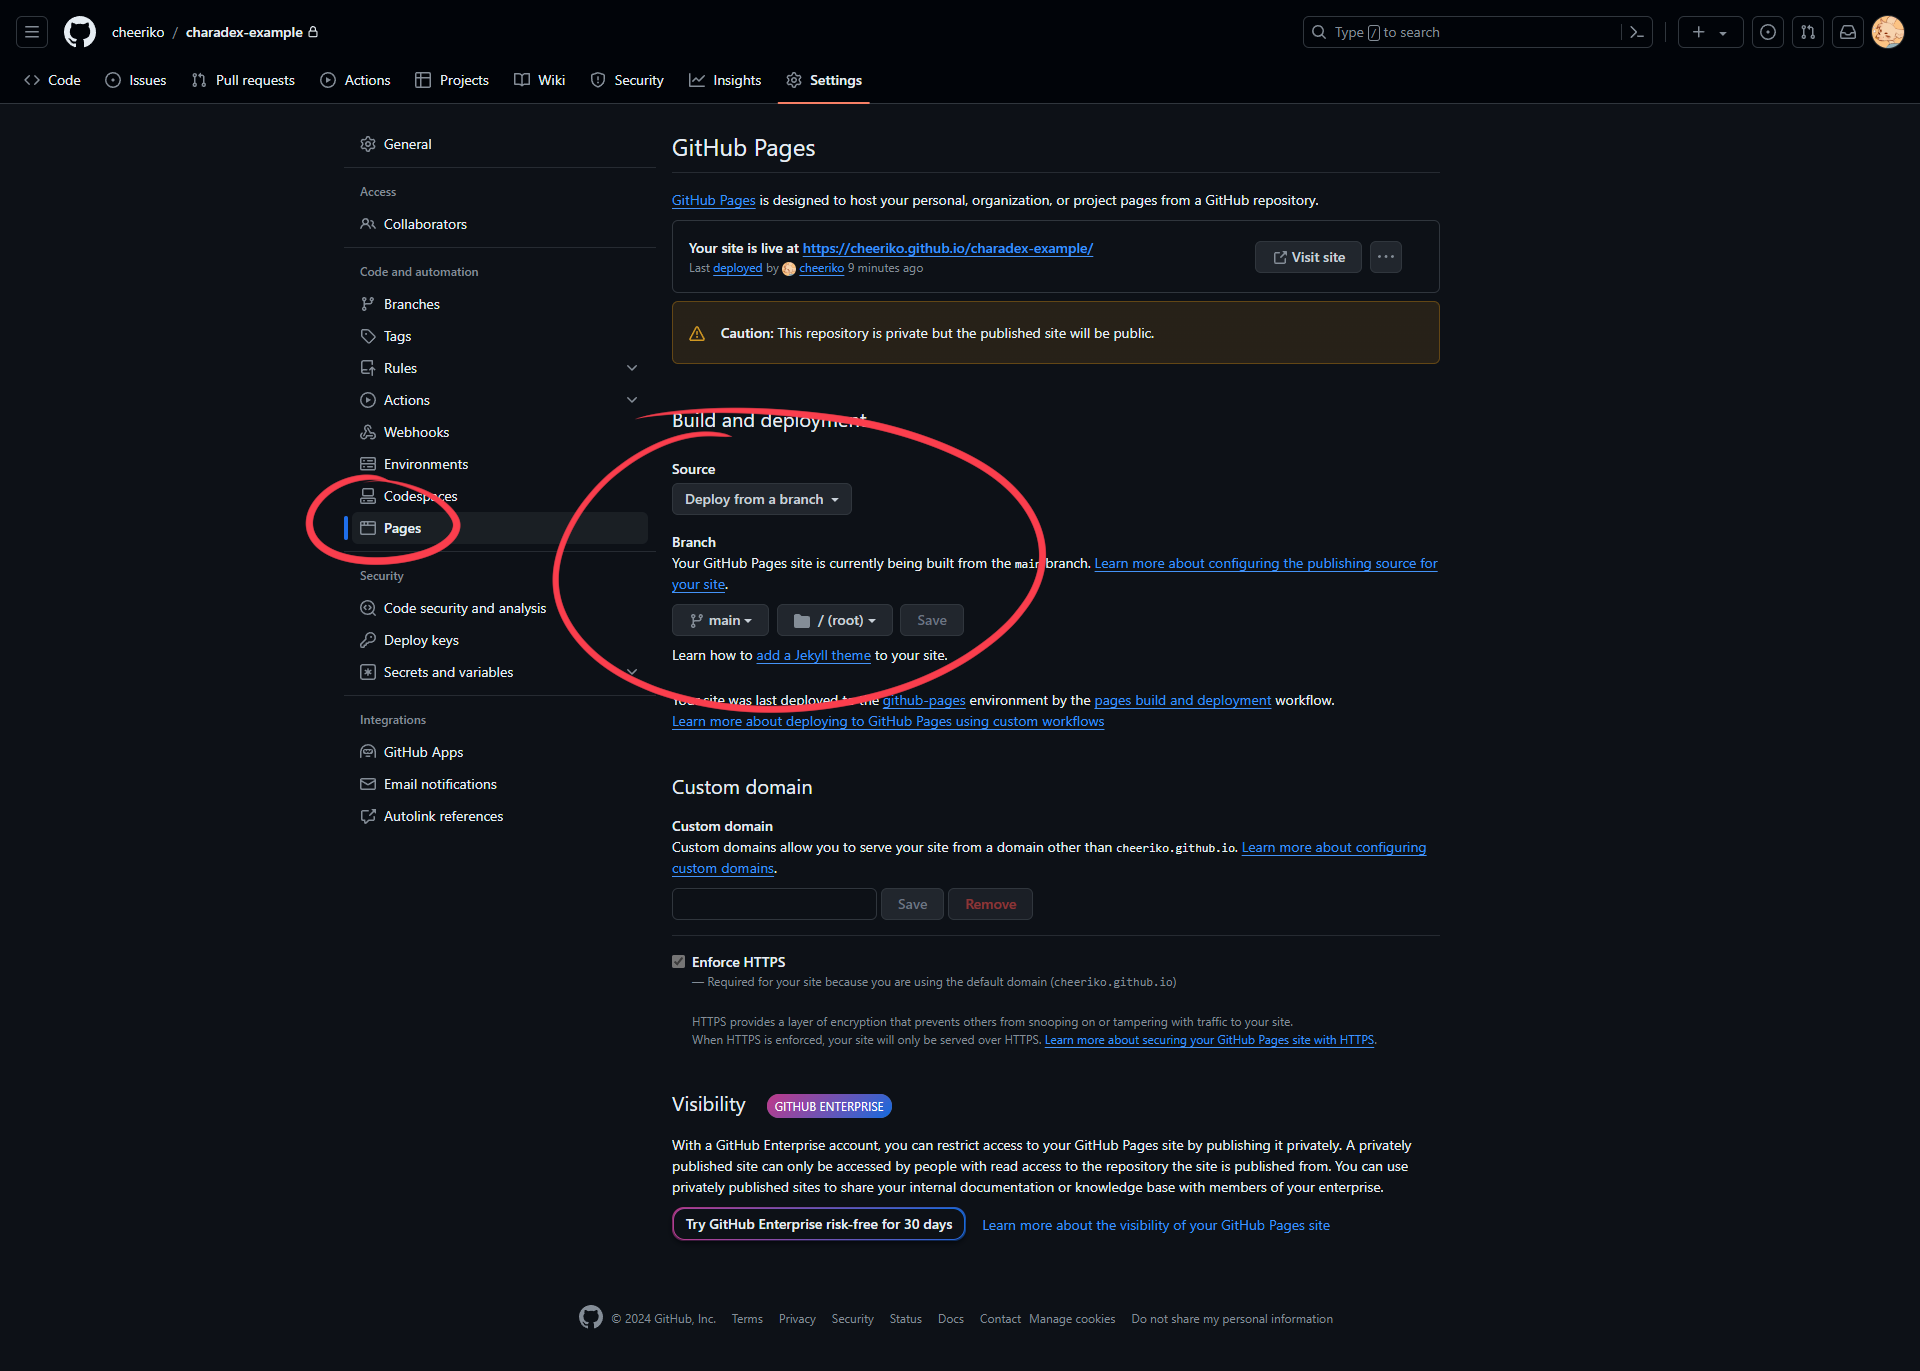 cheeriko / charadex-example
Type / to search
Code Issues Pull requests Actions Projects Wiki Security Insights Settings
General
Access
Collaborators
Code and automation
Branches
Tags
Rules
Actions
Webhooks
Environments
Codespaces
Pages
Security
Code security and analysis
Deploy keys
Secrets and variables
Integrations
GitHub Apps
Email notifications
Autolink references
GitHub Pages
GitHub Pages is designed to host your personal, organization, or project pages from a GitHub repository.
Your site is live at https://cheeriko.github.io/charadex-example/
Last deployed by cheeriko 9 minutes ago
Visit site
Caution: This repository is private but the published site will be public.
Build and deployment
Source
Deploy from a branch
Branch
Your GitHub Pages site is currently being built from the main branch. Learn more about configuring the publishing source for
your site.
main / (root) Save
Learn how to add a Jekyll theme to your site.
Your site was last deployed to the github-pages environment by the pages build and deployment workflow.
Learn more about deploying to GitHub Pages using custom workflows
Custom domain
Custom domain
Custom domains allow you to serve your site from a domain other than cheeriko.github.io. Learn more about configuring
custom domains.
Save Remove
Enforce HTTPS
— Required for your site because you are using the default domain (cheeriko.github.io)
HTTPS provides a layer of encryption that prevents others from snooping on or tampering with traffic to your site.
When HTTPS is enforced, your site will only be served over HTTPS. Learn more about securing your GitHub Pages site with HTTPS.
Visibility GITHUB ENTERPRISE
With a GitHub Enterprise account, you can restrict access to your GitHub Pages site by publishing it privately. A privately
published site can only be accessed by people with read access to the repository the site is published from. You can use
privately published sites to share your internal documentation or knowledge base with members of your enterprise.
Try GitHub Enterprise risk-free for 30 days Learn more about the visibility of your GitHub Pages site
© 2024 GitHub, Inc. Terms Privacy Security Status Docs Contact Manage cookies Do not share my personal information